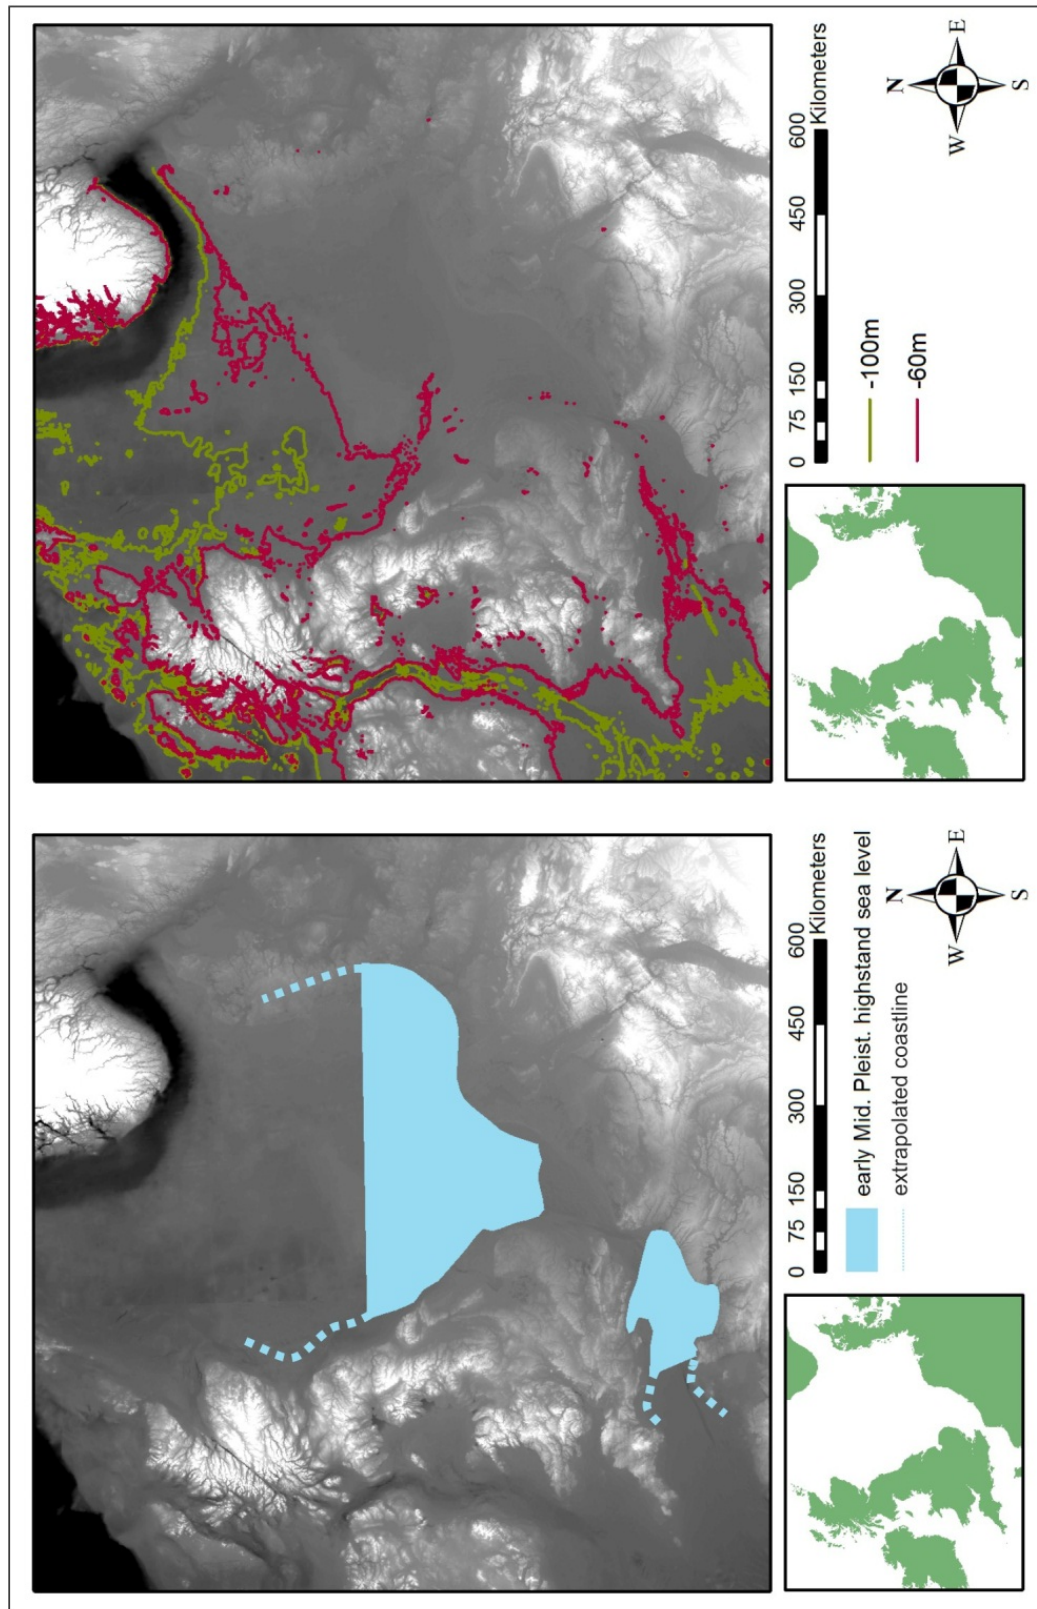 0 75 150 300 450 600
Kilometers
early Mid. Pleist. highstand sea level
extrapolated coastline
N
W E
S
0 75 150 300 450 600
Kilometers
-100m
-60m
N
W E
S